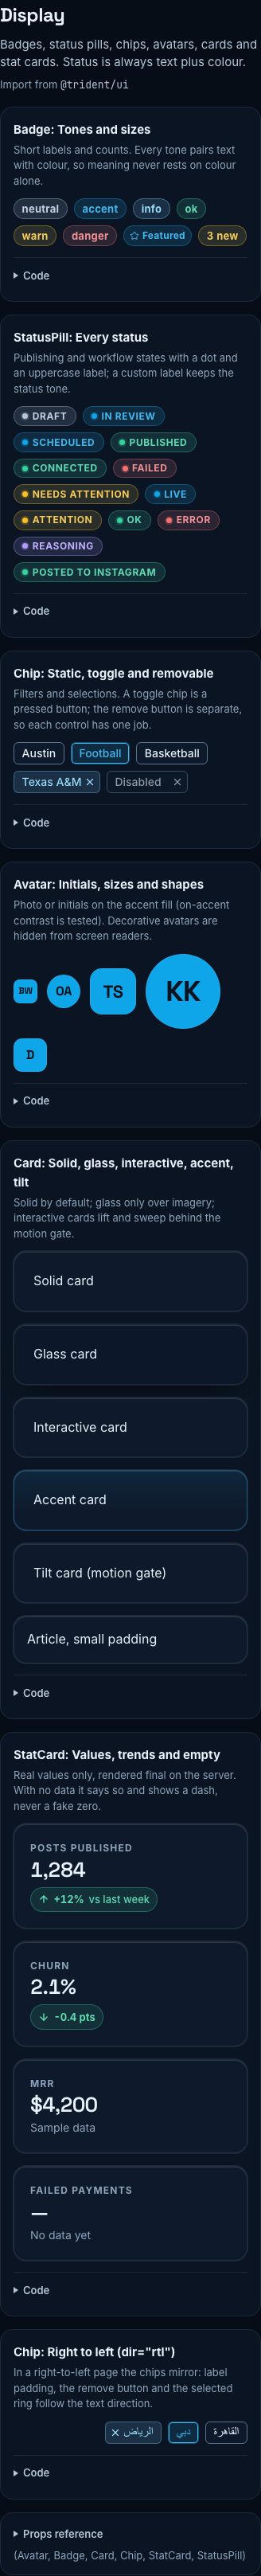 Display
Badges, status pills, chips, avatars, cards and
stat cards. Status is always text plus colour.
Import from @trident/ui
Badge: Tones and sizes
Short labels and counts. Every tone pairs text
with colour, so meaning never rests on colour
alone.
neutral accent info ok
warn danger Featured 3 new
Code
StatusPill: Every status
Publishing and workflow states with a dot and
an uppercase label; a custom label keeps the
status tone.
DRAFT IN REVIEW
SCHEDULED PUBLISHED
CONNECTED FAILED
NEEDS ATTENTION LIVE
ATTENTION OK ERROR
REASONING
POSTED TO INSTAGRAM
Code
Chip: Static, toggle and removable
Filters and selections. A toggle chip is a
pressed button; the remove button is separate,
so each control has one job.
Austin Football Basketball
Texas A&M × Disabled ×
Code
Avatar: Initials, sizes and shapes
Photo or initials on the accent fill (on-accent
contrast is tested). Decorative avatars are
hidden from screen readers.
BW OA TS KK
D
Code
Card: Solid, glass, interactive, accent,
tilt
Solid by default; glass only over imagery;
interactive cards lift and sweep behind the
motion gate.
Solid card
Glass card
Interactive card
Accent card
Tilt card (motion gate)
Article, small padding
Code
StatCard: Values, trends and empty
Real values only, rendered final on the server.
With no data it says so and shows a dash,
never a fake zero.
POSTS PUBLISHED
1,284
↑ +12% vs last week
CHURN
2.1%
↓ -0.4 pts
MRR
$4,200
Sample data
FAILED PAYMENTS
—
No data yet
Code
Chip: Right to left (dir="rtl")
In a right-to-left page the chips mirror: label
padding, the remove button and the selected
ring follow the text direction.
القاهرة دبي الرياض ×
Code
Props reference
(Avatar, Badge, Card, Chip, StatCard, StatusPill)